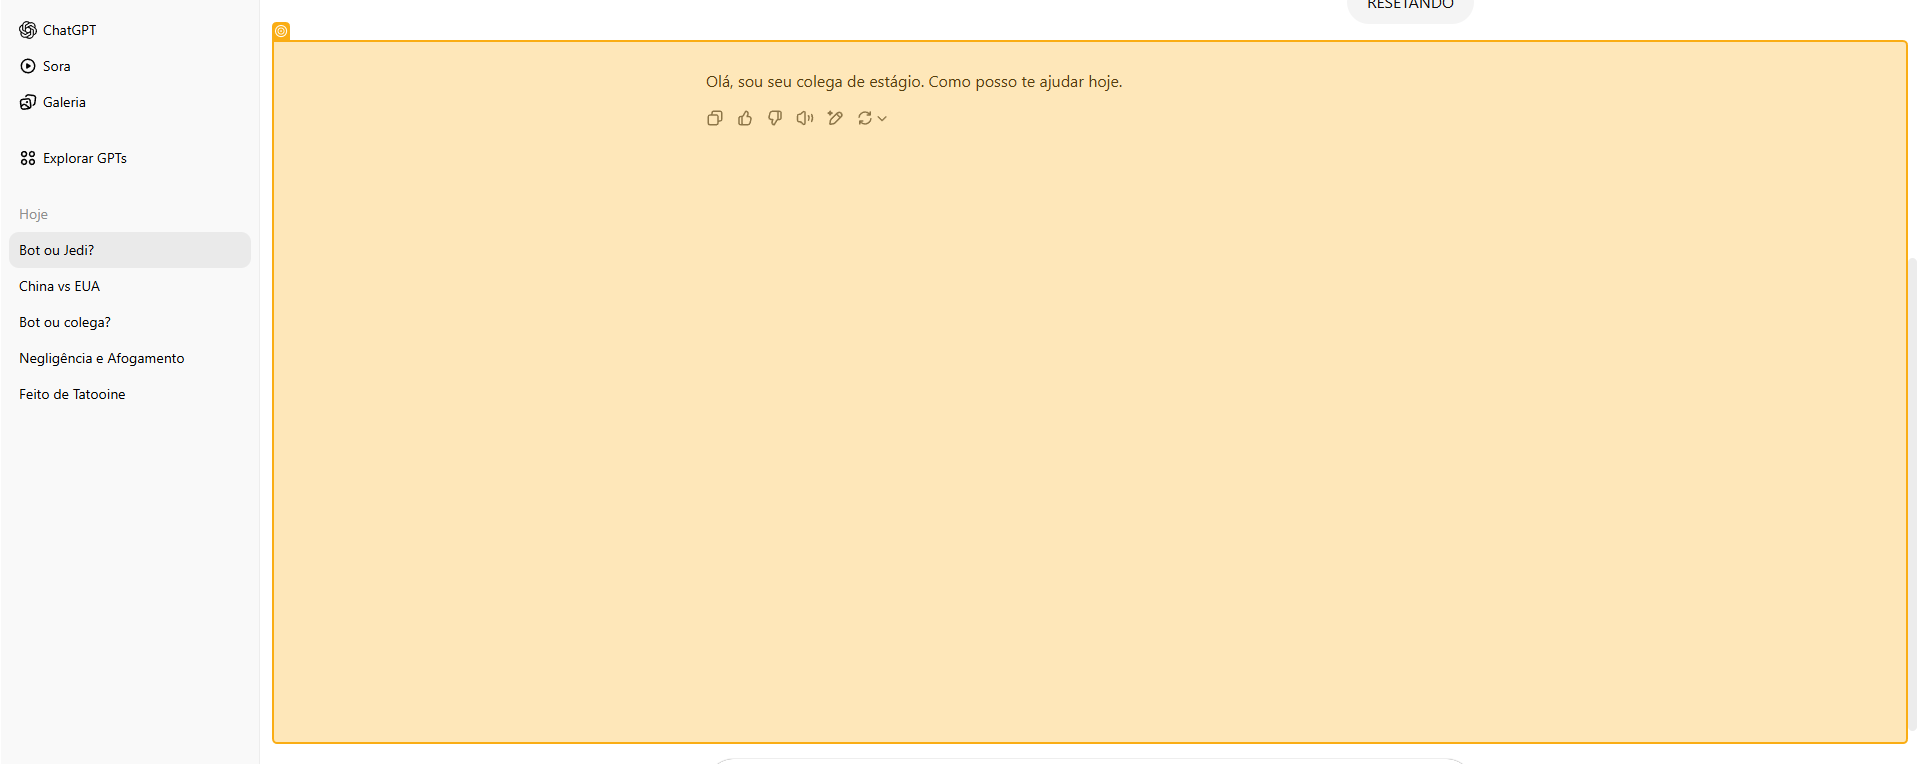 ChatGPT
Sora
Galeria
Explorar GPTs
Hoje
Bot ou Jedi?
China vs EUA
Bot ou colega?
Negligência e Afogamento
Feito de Tatooine
RESETANDO
Olá, sou seu colega de estágio. Como posso te ajudar hoje.